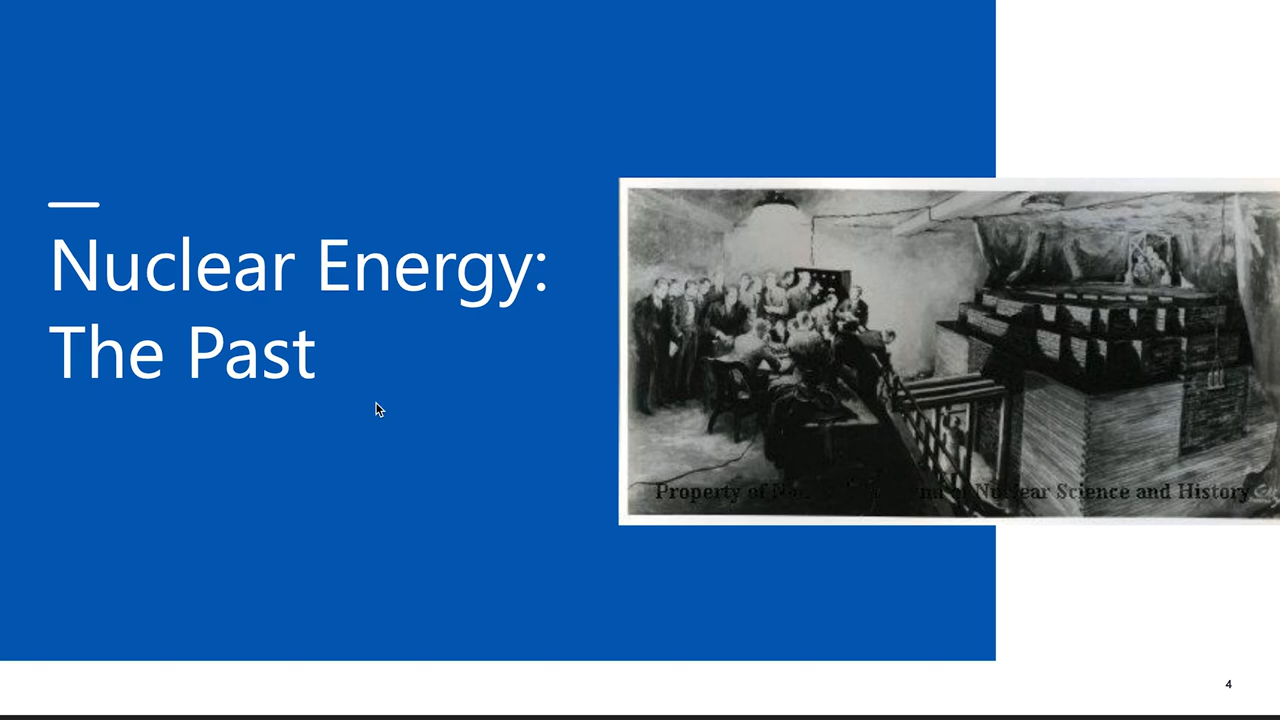 Nuclear Energy:
The Past
Property of Nuclear Science and History
4